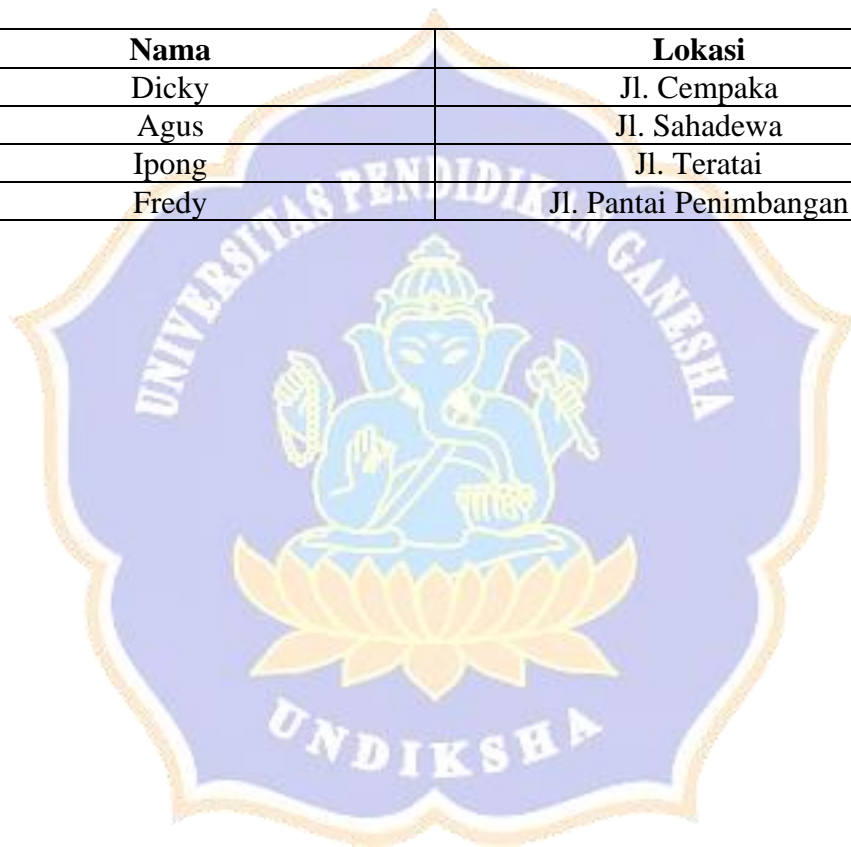 Nama Lokasi
Dicky Jl. Cempaka
Agus Jl. Sahadewa
Ipong Jl. Teratai
Fredy Jl. Pantai Penimbangan
UNIVERSITAS PENDIDIKAN GANESHA
UNDIKSHA